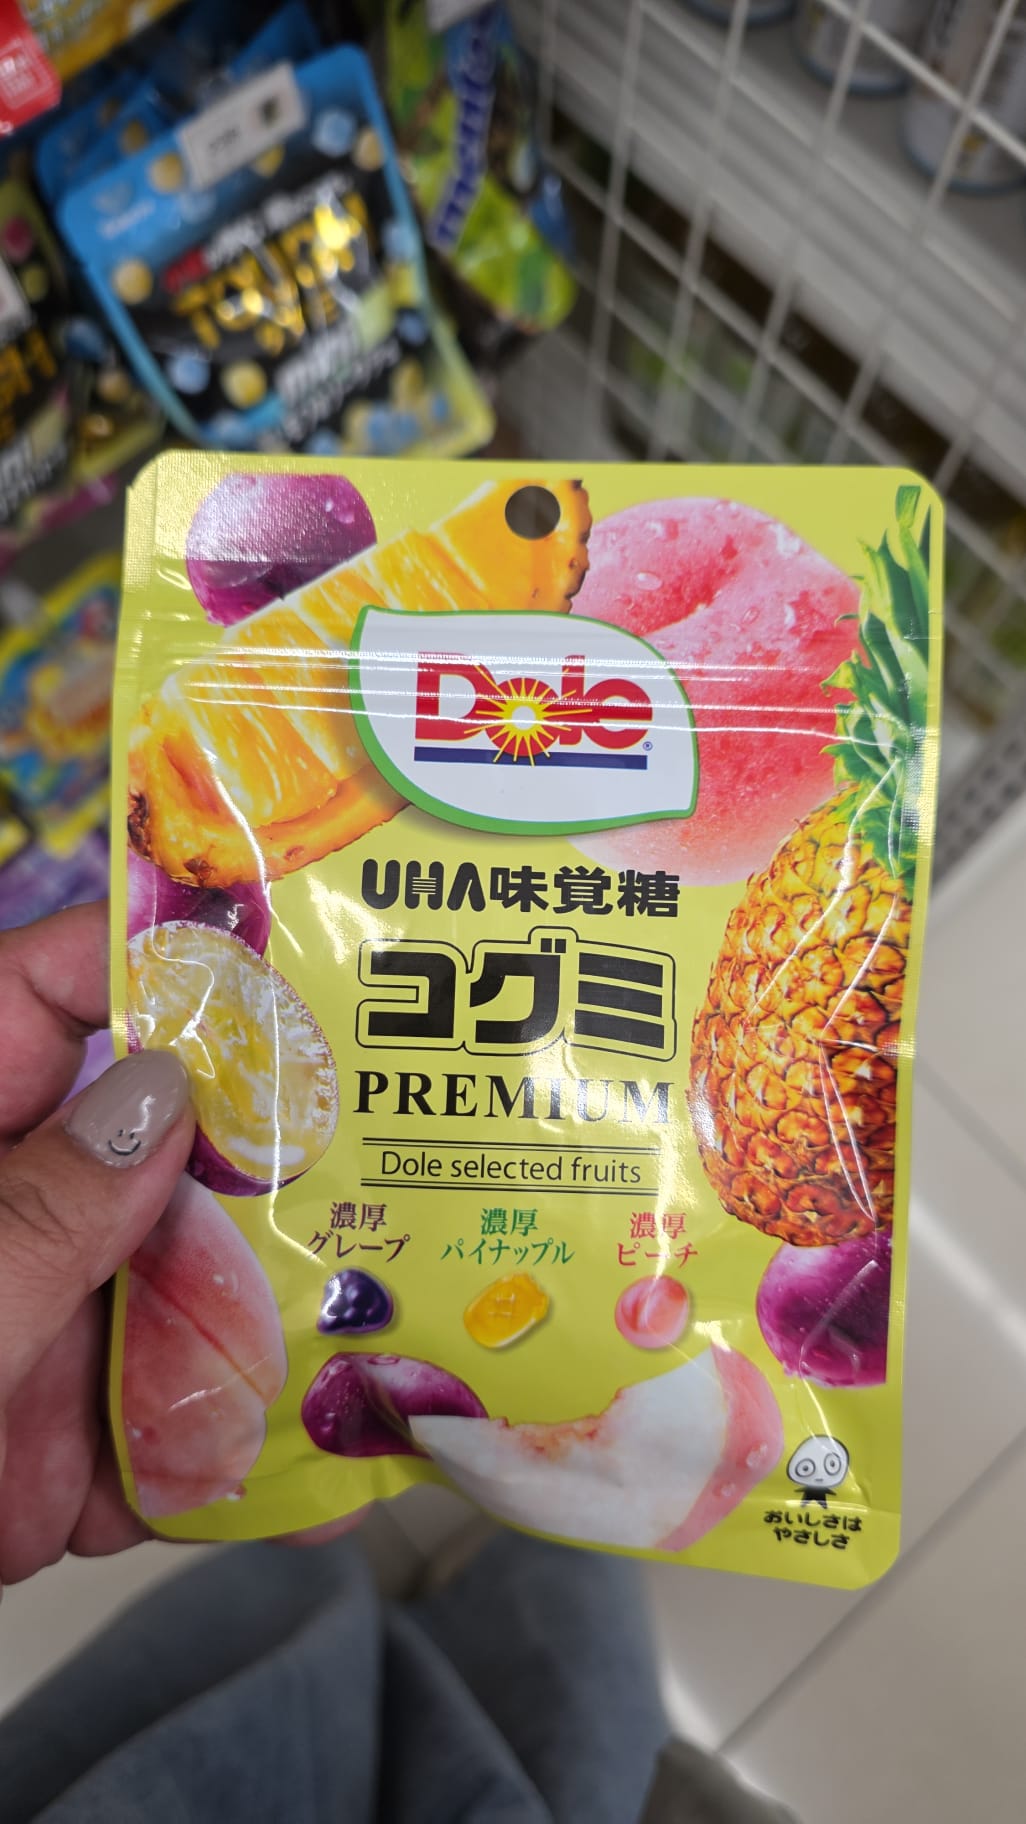 Dole
UHA味覚糖
コグミ
PREMIUM
Dole selected fruits
濃厚
グレープ
濃厚
パイナップル
濃厚
ピーチ
おいしさは
やさしさ
mentos